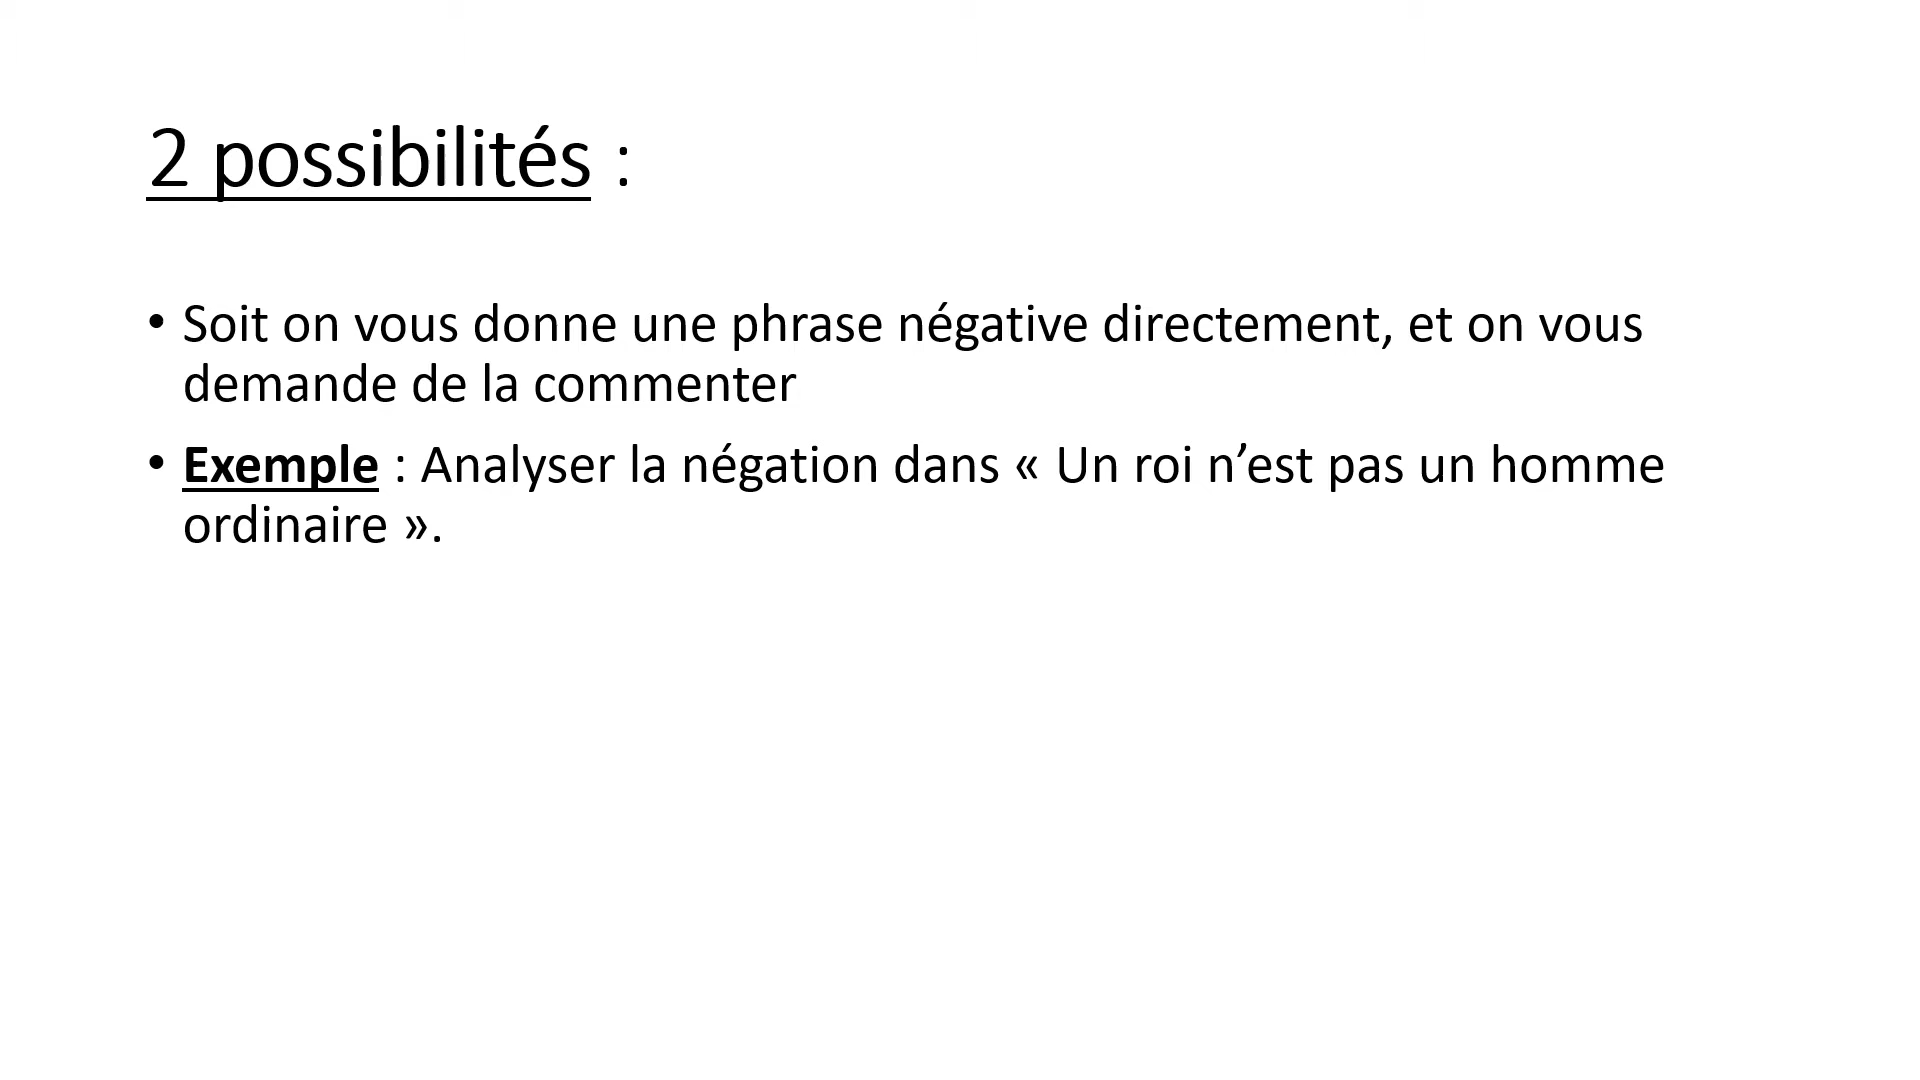 2 possibilités :
• Soit on vous donne une phrase négative directement, et on vous
demande de la commenter
• Exemple : Analyser la négation dans « Un roi n’est pas un homme
ordinaire ».